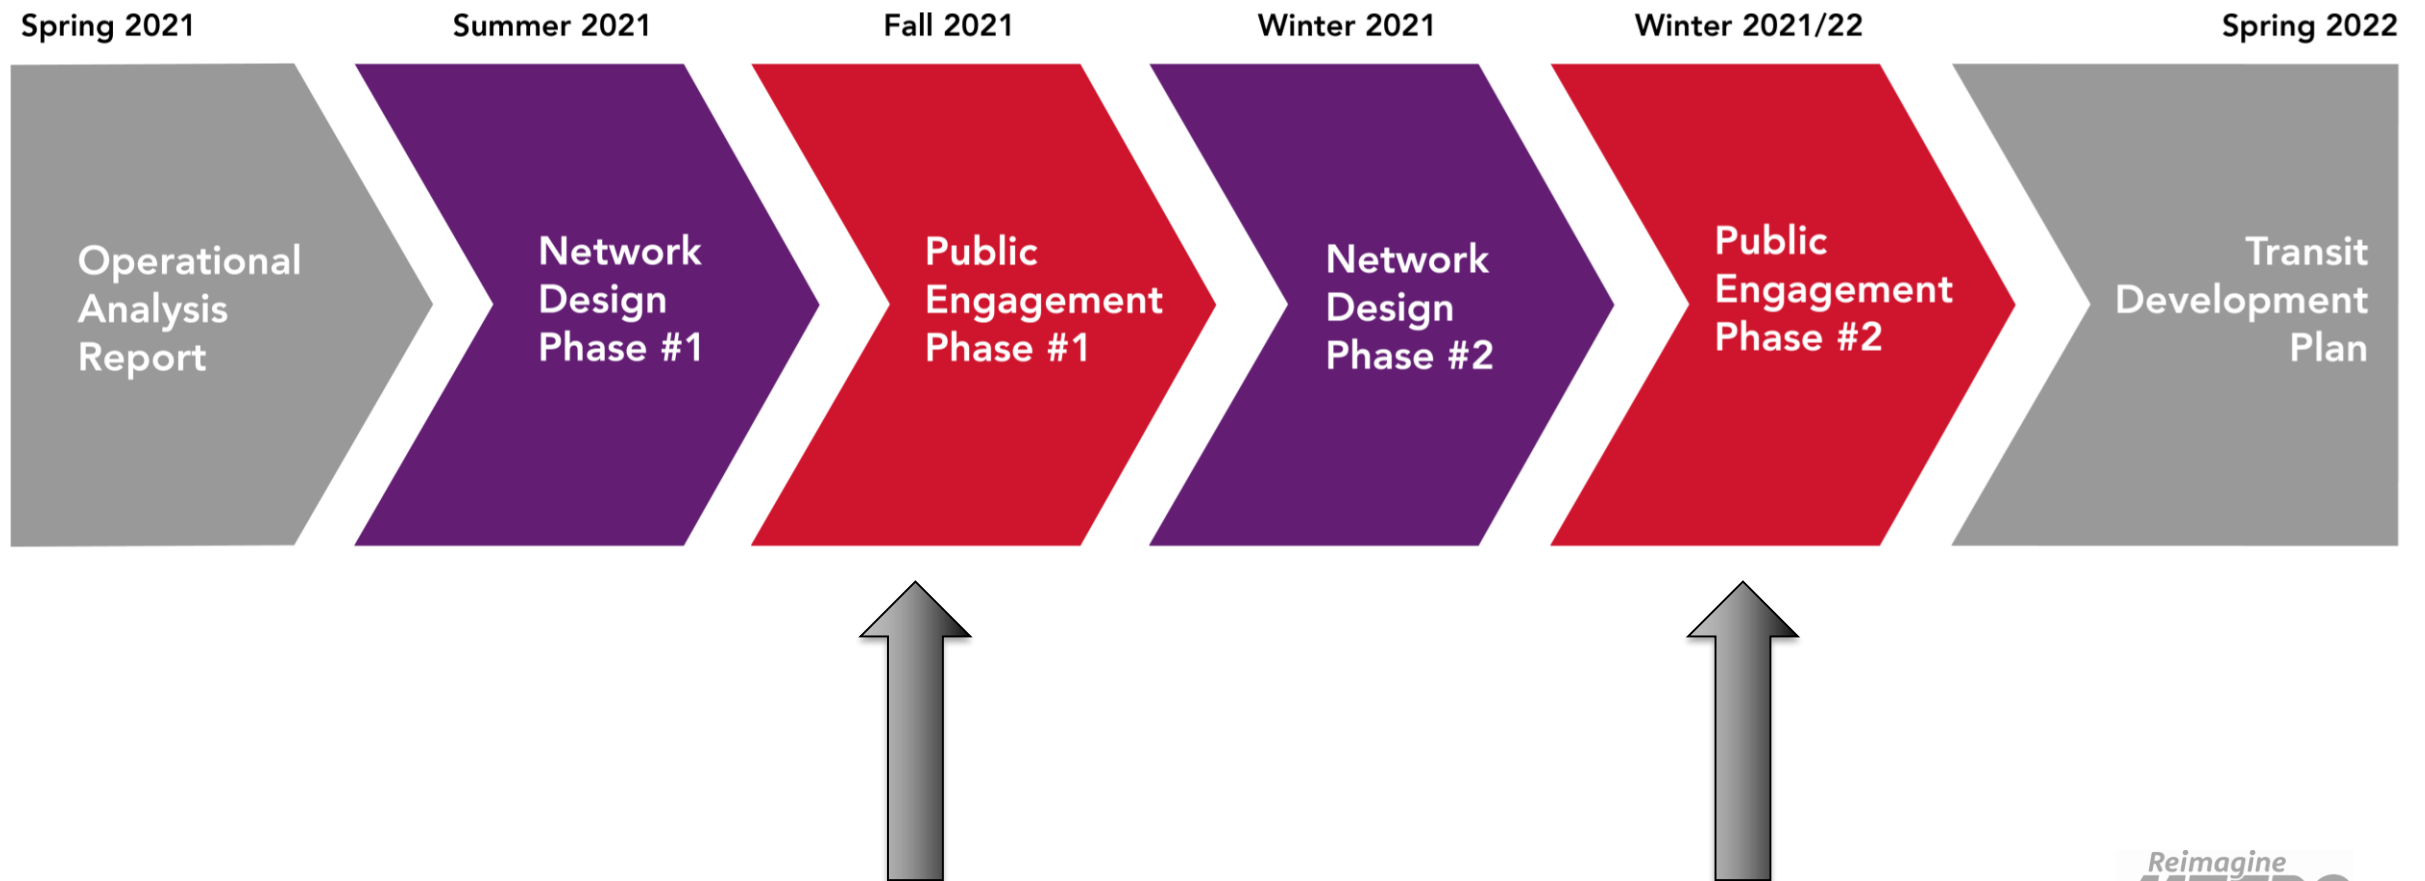 Spring 2021
Summer 2021
Fall 2021
Winter 2021
Winter 2021/22
Spring 2022
Operational
Analysis
Report
Network
Design
Phase #1
Public
Engagement
Phase #1
Network
Design
Phase #2
Public
Engagement
Phase #2
Transit
Development
Plan
Reimagine